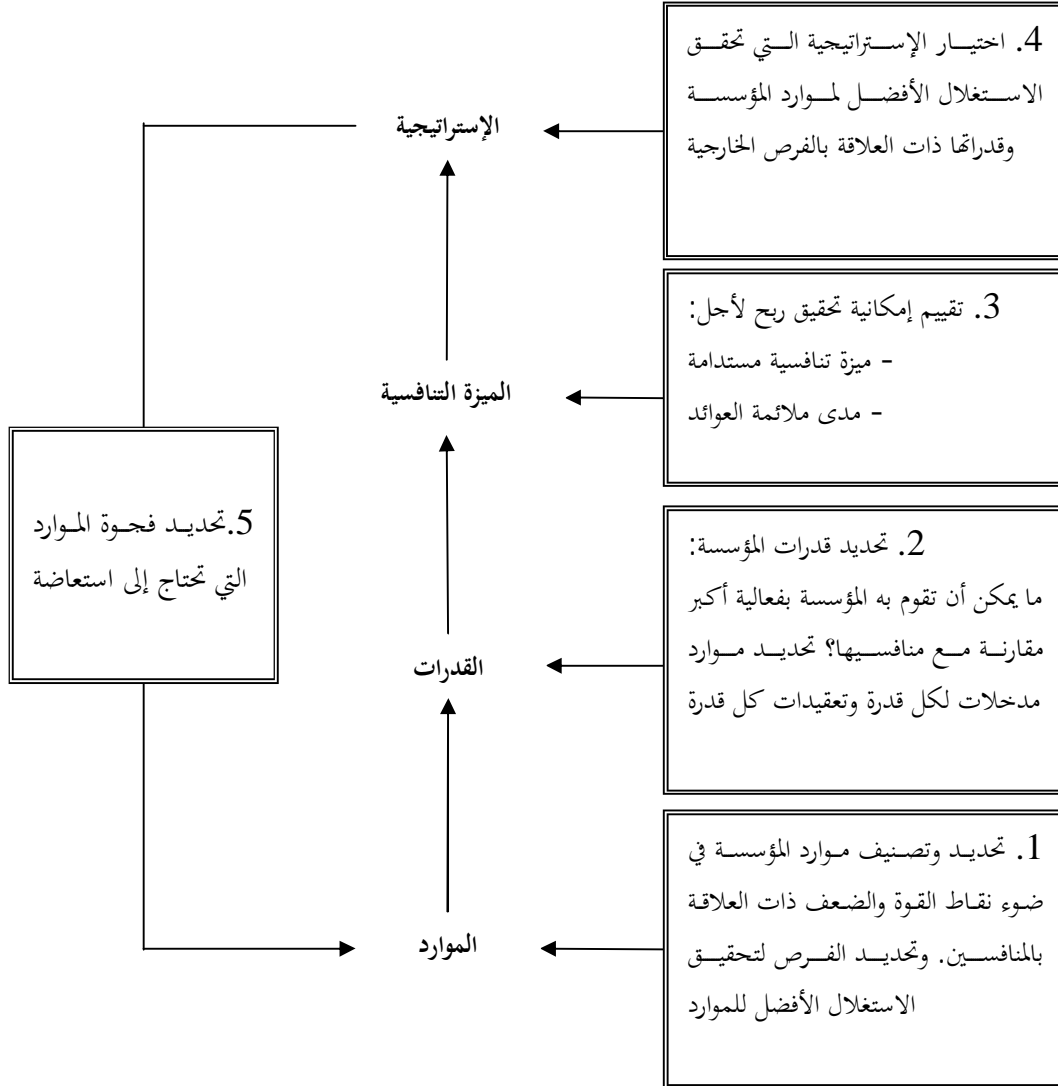 4. اختيار الإستراتيجية التي تحقق
الاستغلال الأفضل لموارد المؤسسة
وقدراتها ذات العلاقة بالفرص الخارجية
الإستراتيجية
3. تقييم إمكانية تحقيق ربح لأجل:
- ميزة تنافسية مستدامة
- مدى ملائمة العوائد
الميزة التنافسية
5.تحديد فجوة الموارد
التي تحتاج إلى استعاضة
2. تحديد قدرات المؤسسة:
ما يمكن أن تقوم به المؤسسة بفعالية أكبر
مقارنة مع منافسيها؟ تحديد موارد
مدخلات لكل قدرة وتعقيدات كل قدرة
القدرات
1. تحديد وتصنيف موارد المؤسسة في
ضوء نقاط القوة والضعف ذات العلاقة
بالمنافسين. وتحديد الفرص لتحقيق
الاستغلال الأفضل للموارد
الموارد